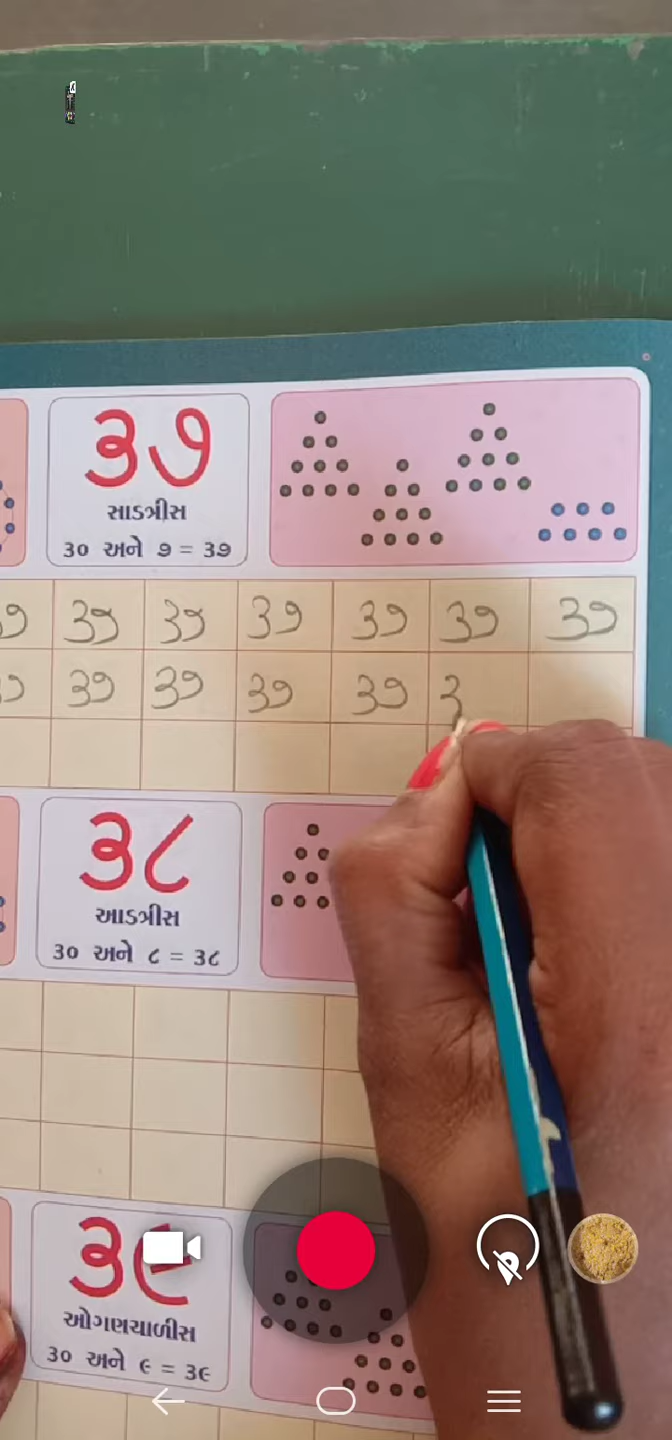 ૩૭
સાડત્રીસ
૩૦ અને ૭ = ૩૭
૩૭ ૩૭ ૩૭ ૩૭ ૩૭ ૩૭
૩૭ ૩૭ ૩૭ ૩૭ ૩
૩૮
આડત્રીસ
૩૦ અને ૮ = ૩૮
૩૯
ઓગણચાળીસ
૩૦ અને ૯ = ૩૯